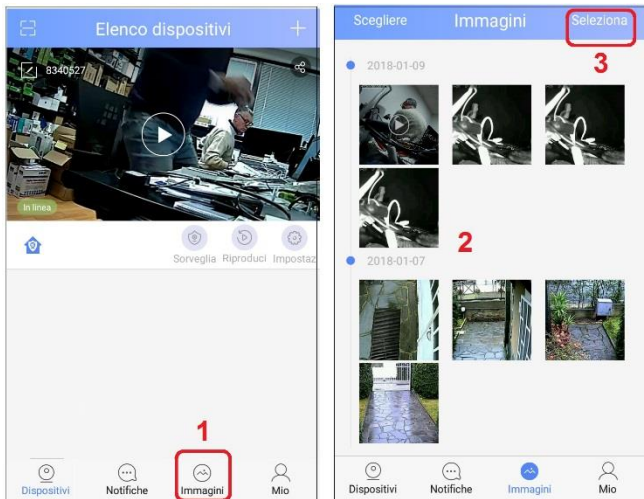 Elenco dispositivi
8340527
In linea
Sorveglia Riproduci Impostaz
1
Dispositivi Notifiche Immagini Mio
Scegliere Immagini Seleziona
3
2018-01-09
2
2018-01-07
Dispositivi Notifiche Immagini Mio